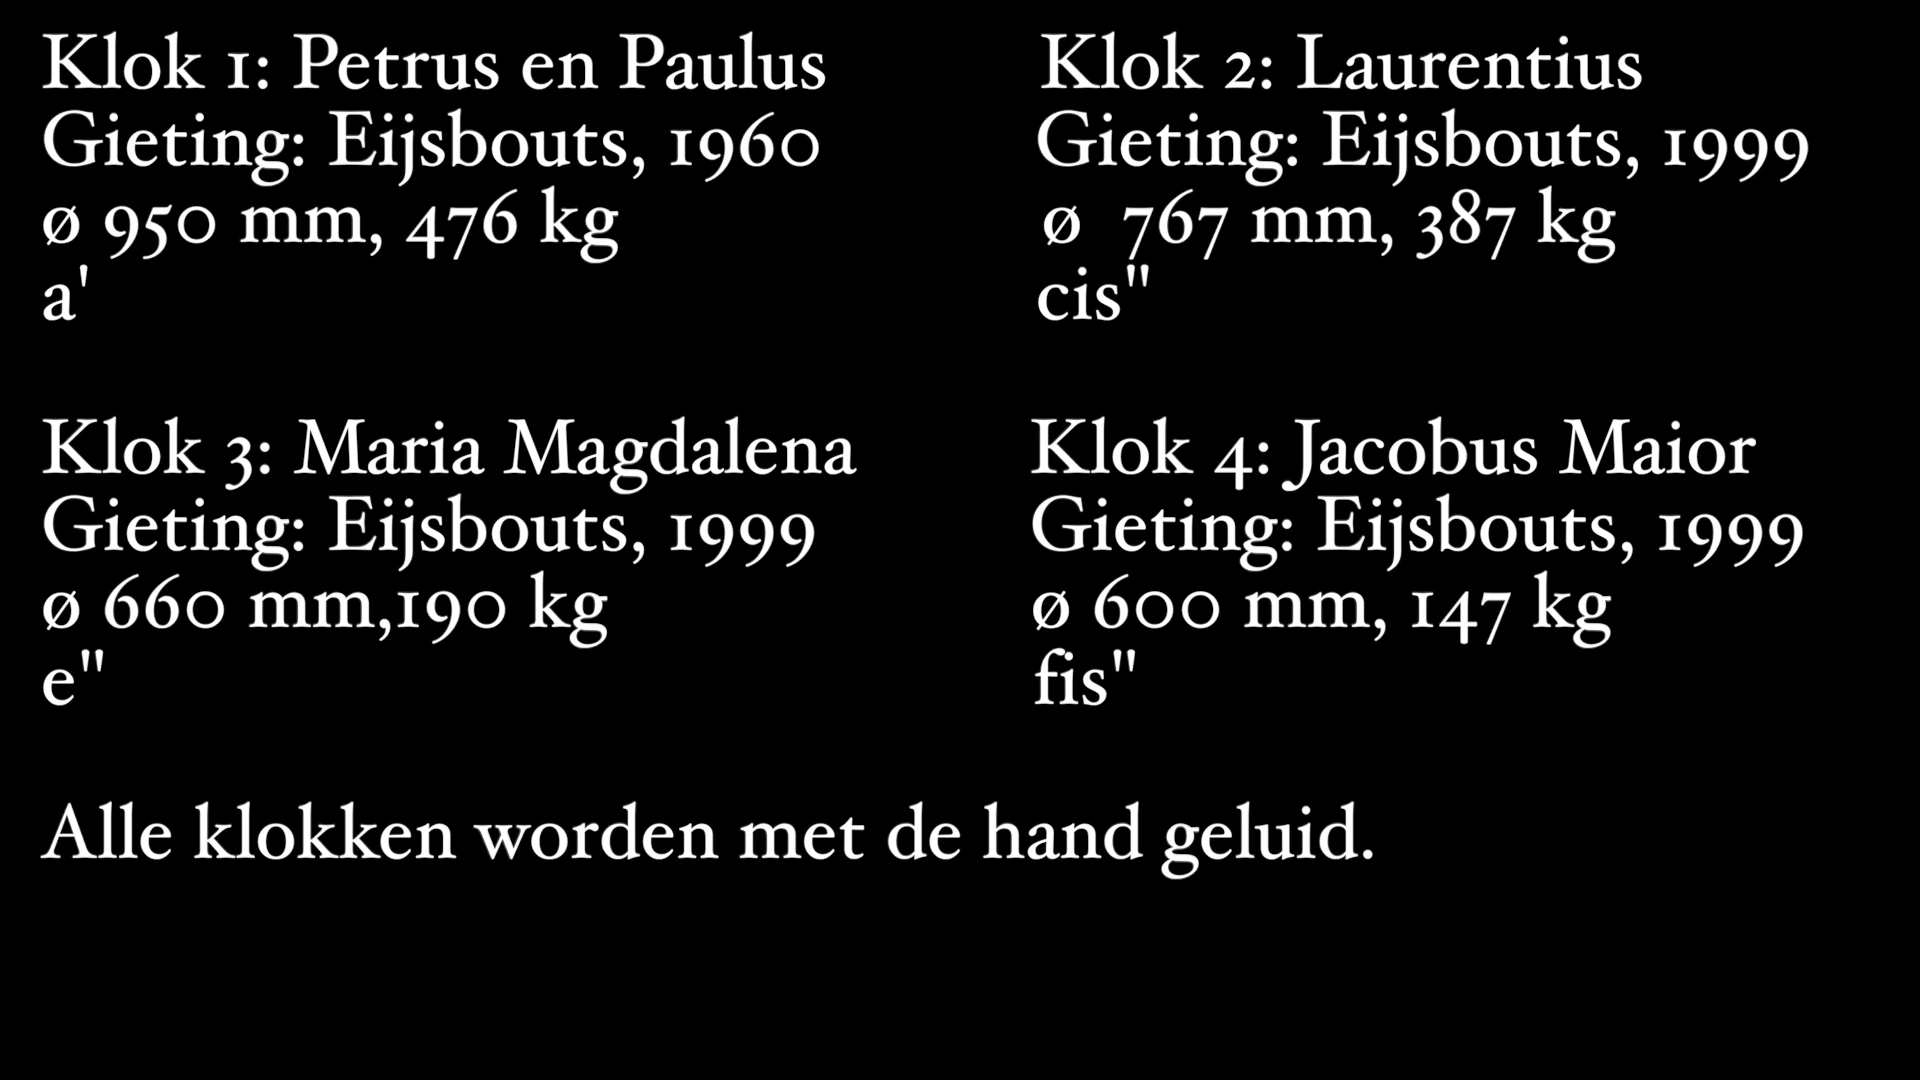 Klok 1: Petrus en Paulus
Gieting: Eijsbouts, 1960
ø 950 mm, 476 kg
a'
Klok 2: Laurentius
Gieting: Eijsbouts, 1999
ø 767 mm, 387 kg
cis"
Klok 3: Maria Magdalena
Gieting: Eijsbouts, 1999
ø 660 mm,190 kg
e"
Klok 4: Jacobus Maior
Gieting: Eijsbouts, 1999
ø 600 mm, 147 kg
fis"
Alle klokken worden met de hand geluid.